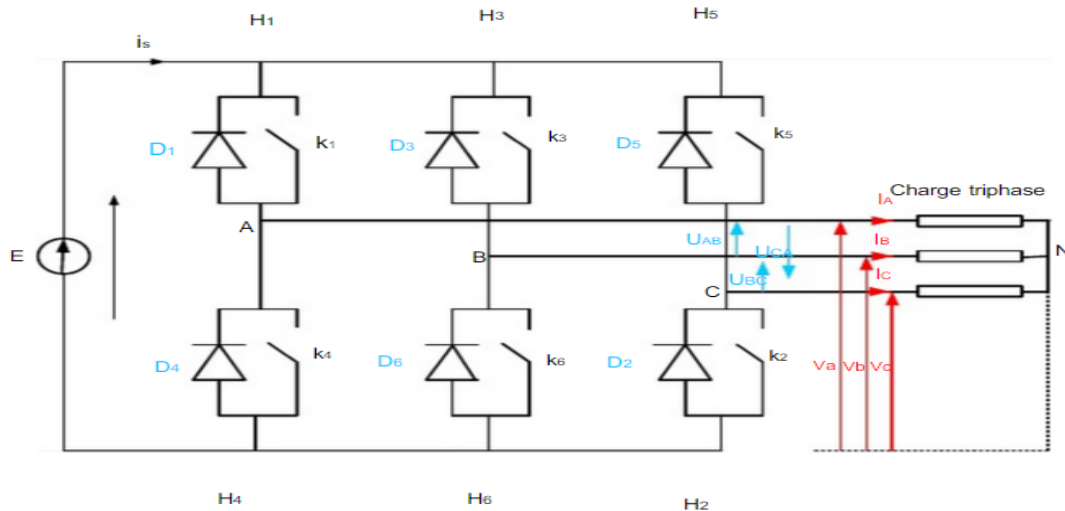 H1 H3 H5
is
D1 k1 D3 k3 D5 k5
Charge triphase
IA
A
UAB UCA IB N
E B
UBC IC
C
D4 k4 D6 k6 D2 k2
Va Vb Vc
H4 H6 H2